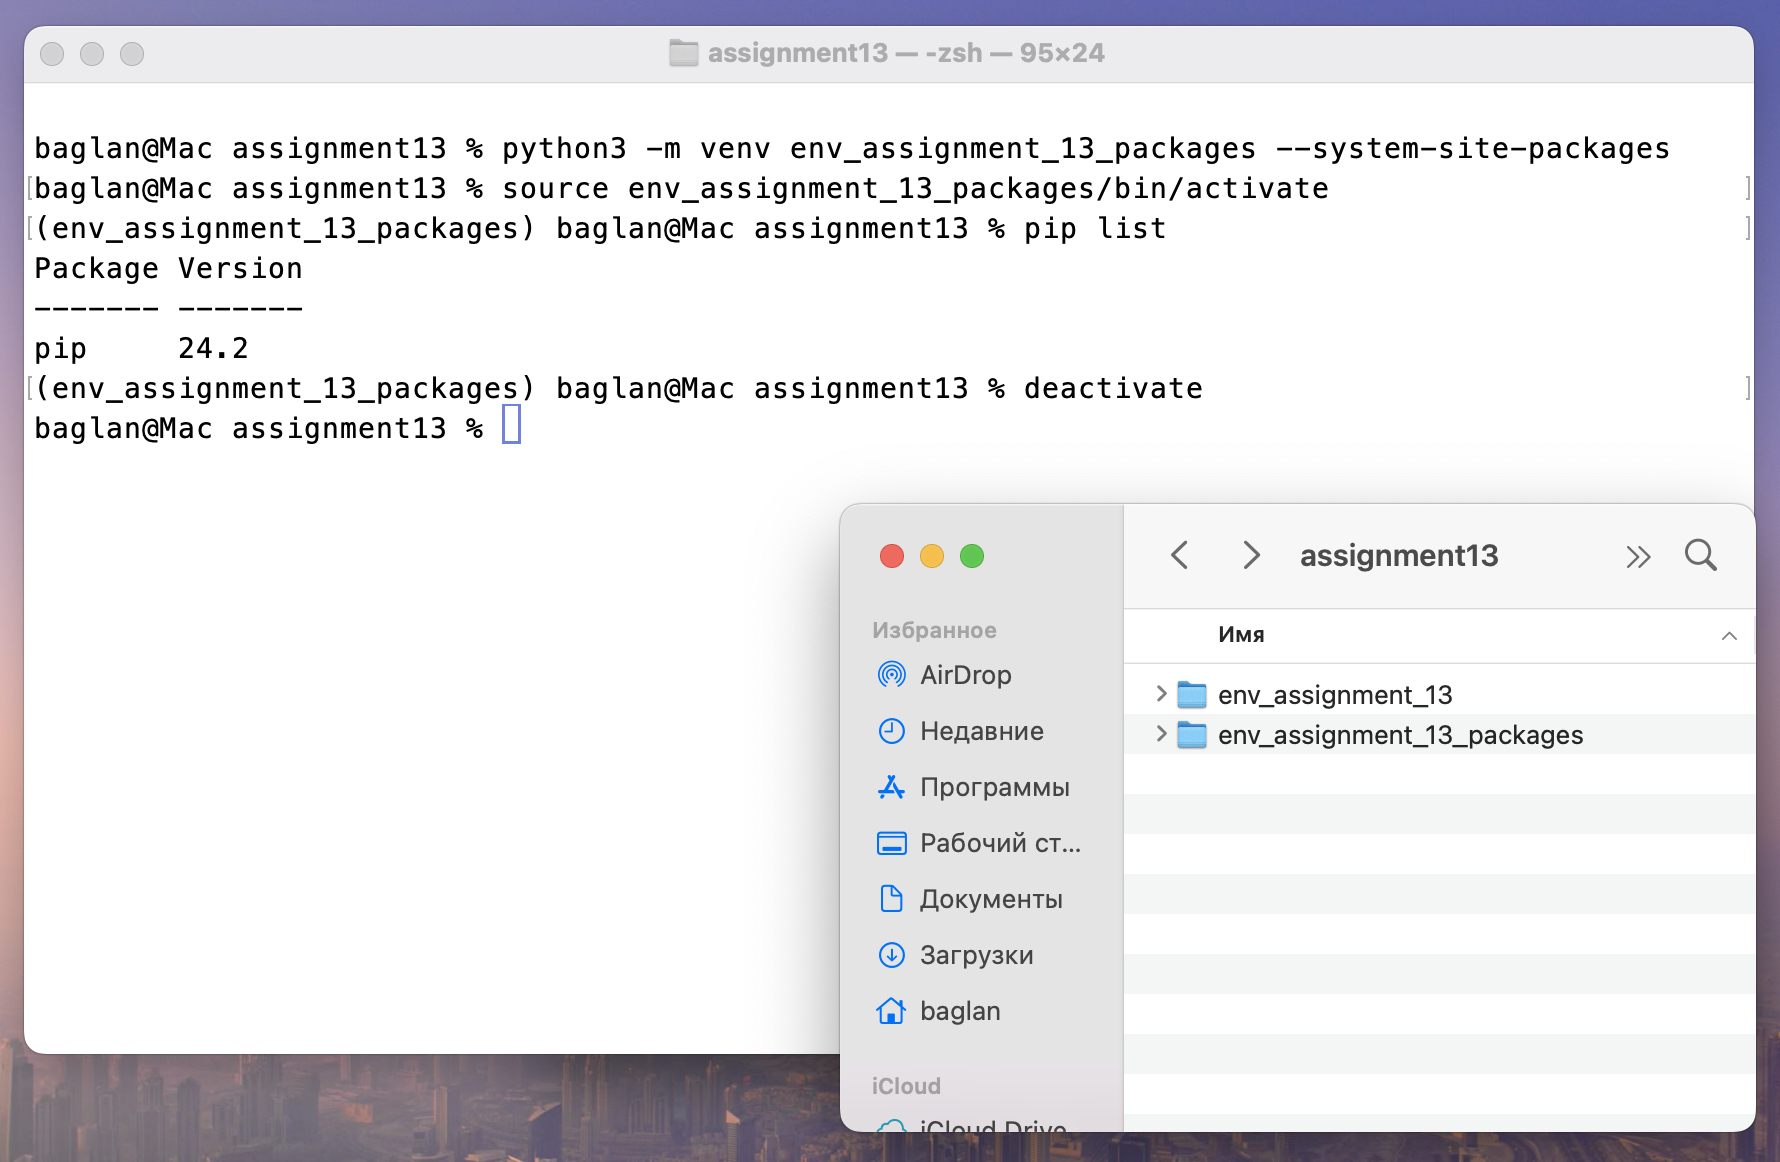 assignment13 — -zsh — 95×24
baglan@Mac assignment13 % python3 -m venv env_assignment_13_packages --system-site-packages
[baglan@Mac assignment13 % source env_assignment_13_packages/bin/activate ]
[(env_assignment_13_packages) baglan@Mac assignment13 % pip list ]
Package Version
------- -------
pip 24.2
[(env_assignment_13_packages) baglan@Mac assignment13 % deactivate ]
baglan@Mac assignment13 %
assignment13
Избранное
AirDrop
Недавние
Программы
Рабочий ст...
Документы
Загрузки
baglan
iCloud
iCloud Drive
Имя
env_assignment_13
env_assignment_13_packages